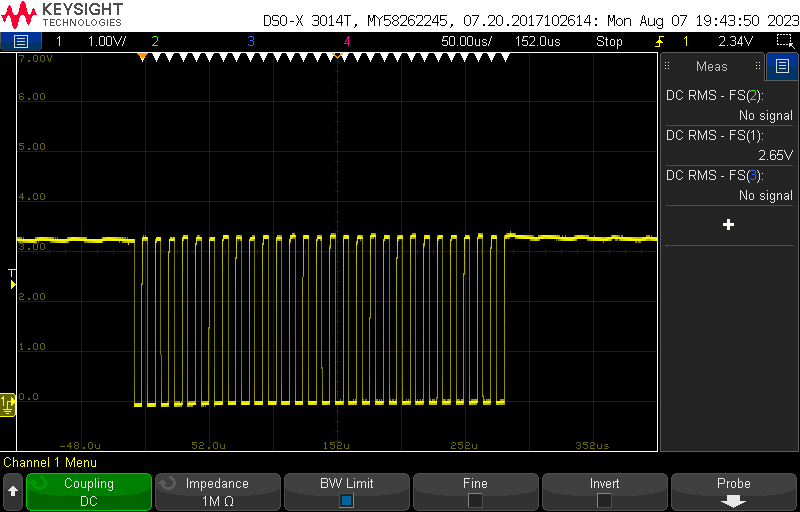 KEYSIGHT
TECHNOLOGIES
DSO-X 3014T, MY58262245, 07.20.2017102614: Mon Aug 07 19:43:50 2023
1 1.00V/ 2 3 4 50.00us/ 152.0us Stop 1 2.34V
7.00V
6.00
5.00
4.00
3.00
2.00
1.00
0.0
T
1
-48.0u 52.0u 152u 252u 352us
Meas
DC RMS - FS(2):
No signal
DC RMS - FS(1):
2.65V
DC RMS - FS(3):
No signal
Channel 1 Menu
Coupling
DC
Impedance
1M Ω
BW Limit
Fine
Invert
Probe